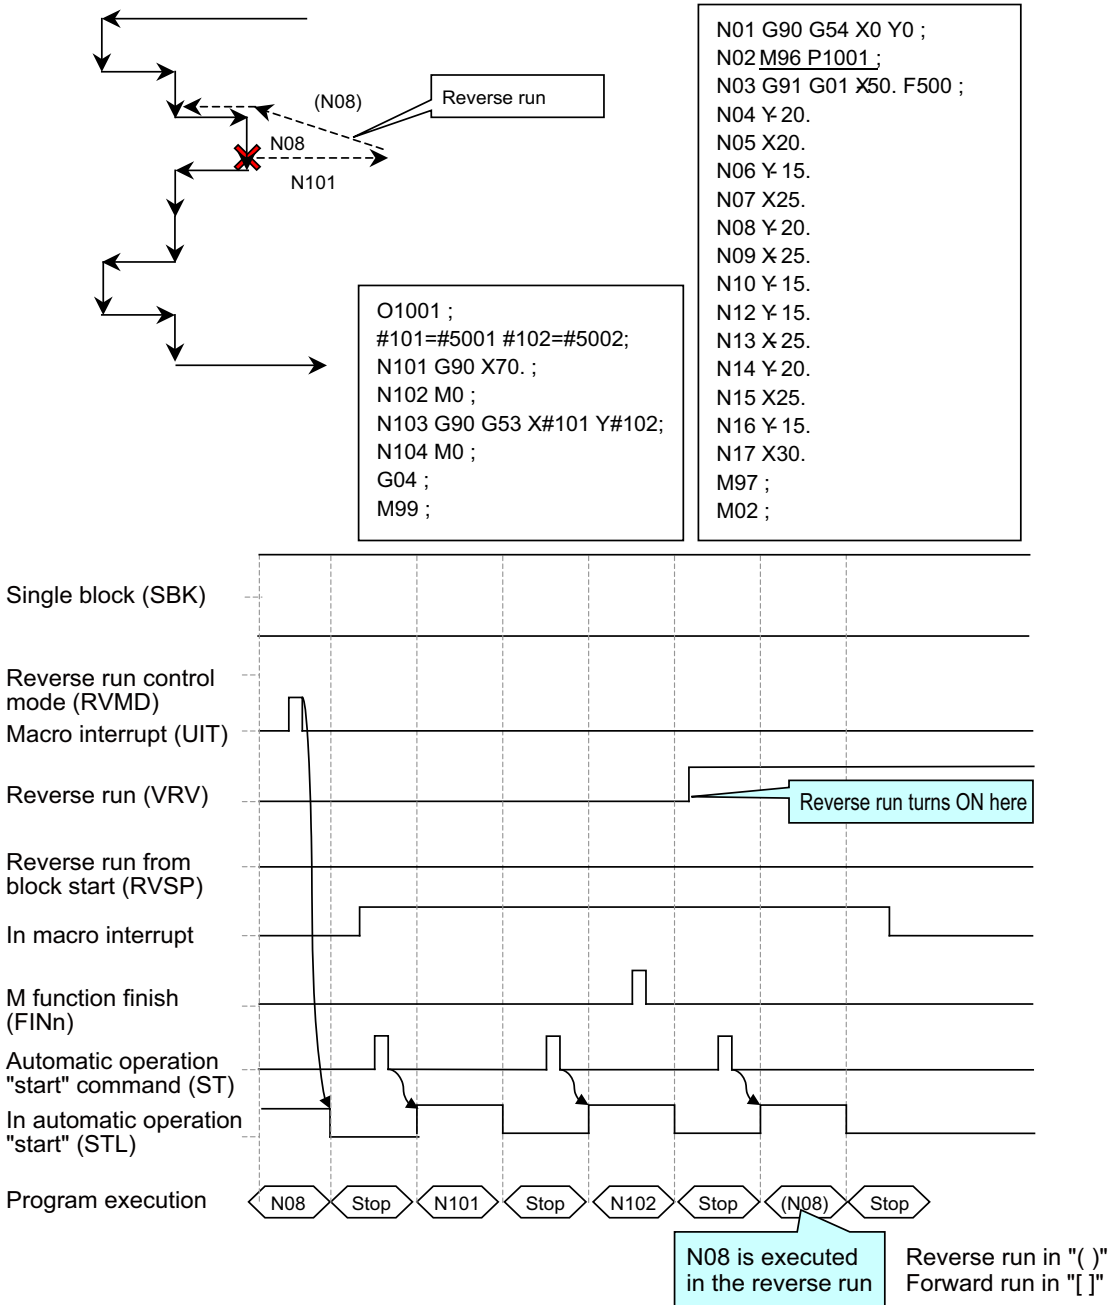 (N08)
Reverse run
N08
N101
N01 G90 G54 X0 Y0 ;
N02 M96 P1001 ;
N03 G91 G01 X-50. F500 ;
N04 Y-20.
N05 X20.
N06 Y-15.
N07 X25.
N08 Y-20.
N09 X-25.
N10 Y-15.
N12 Y-15.
N13 X-25.
N14 Y-20.
N15 X25.
N16 Y-15.
N17 X30.
M97 ;
M02 ;
O1001 ;
#101=#5001 #102=#5002;
N101 G90 X70. ;
N102 M0 ;
N103 G90 G53 X#101 Y#102;
N104 M0 ;
G04 ;
M99 ;
Single block (SBK)
Reverse run control
mode (RVMD)
Macro interrupt (UIT)
Reverse run (VRV)
Reverse run turns ON here
Reverse run from
block start (RVSP)
In macro interrupt
M function finish
(FINn)
Automatic operation
"start" command (ST)
In automatic operation
"start" (STL)
Program execution
N08
Stop
N101
Stop
N102
Stop
(N08)
Stop
N08 is executed
in the reverse run
Reverse run in "( )"
Forward run in "[ ]"